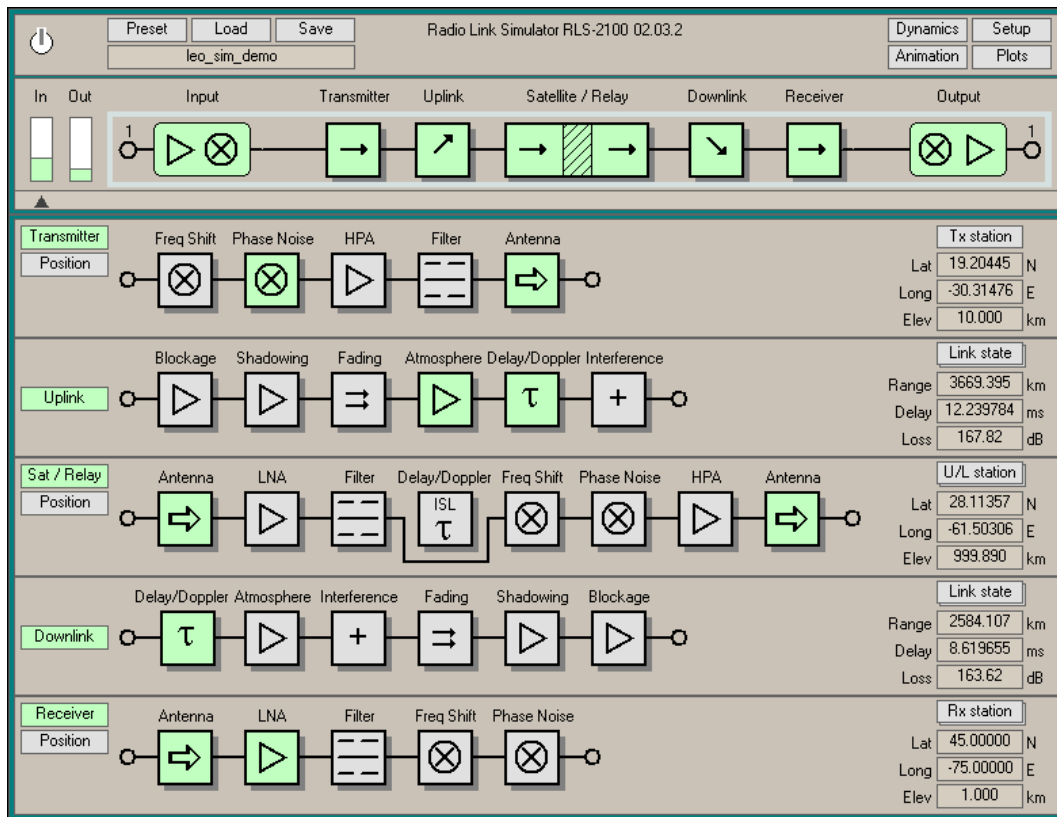 Preset Load Save Radio Link Simulator RLS-2100 02.03.2 Dynamics Setup
leo_sim_demo Animation Plots
In Out Input Transmitter Uplink Satellite / Relay Downlink Receiver Output
1 1
Transmitter Freq Shift Phase Noise HPA Filter Antenna Tx station
Position Lat 19.20445 N
Long -30.31476 E
Elev 10.000 km
Blockage Shadowing Fading Atmosphere Delay/Doppler Interference Link state
Range 3669.395 km
Uplink τ + Delay 12.239784 ms
Loss 167.82 dB
Sat / Relay Antenna LNA Filter Delay/Doppler Freq Shift Phase Noise HPA Antenna U/L station
Position ISL Lat 28.11357 N
τ Long -61.50306 E
Elev 999.890 km
Delay/Doppler Atmosphere Interference Fading Shadowing Blockage Link state
Range 2584.107 km
Downlink τ + Delay 8.619655 ms
Loss 163.62 dB
Receiver Antenna LNA Filter Freq Shift Phase Noise Rx station
Position Lat 45.00000 N
Long -75.00000 E
Elev 1.000 km